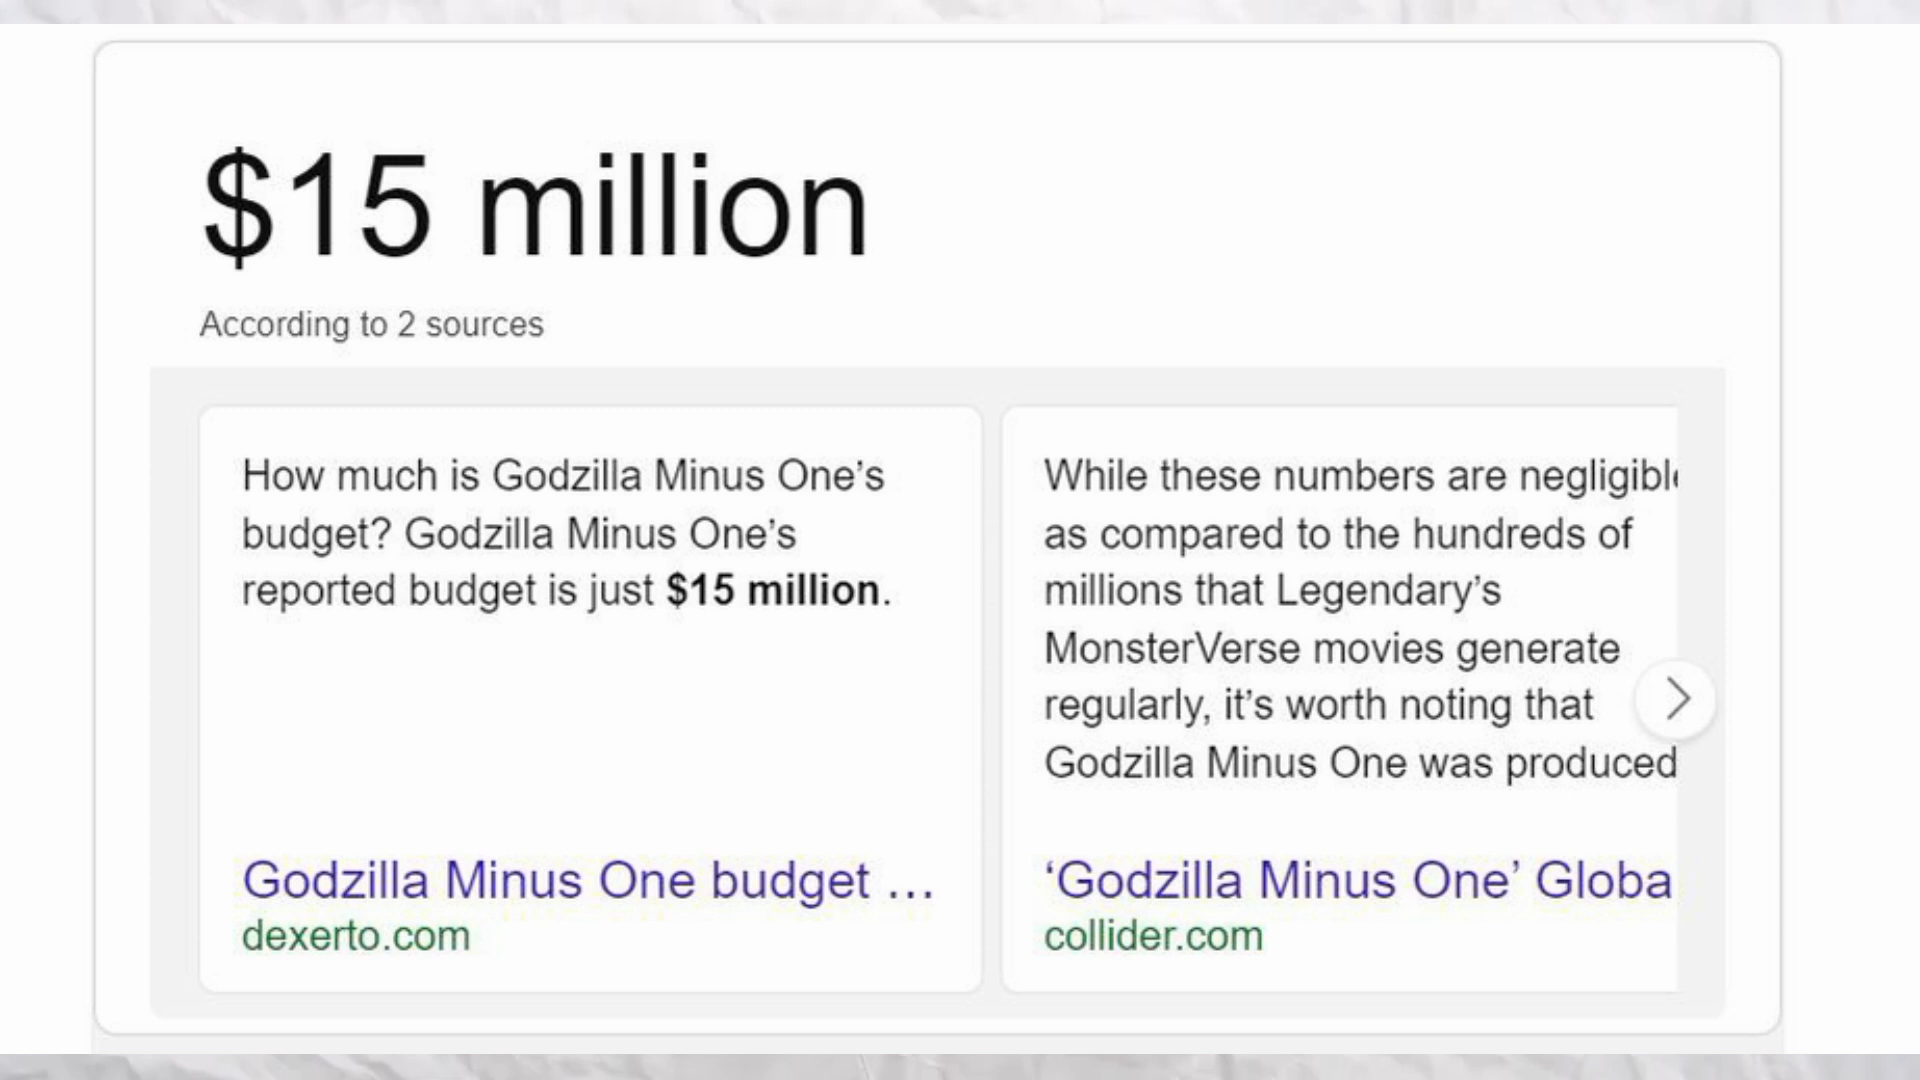 $15 million
According to 2 sources
How much is Godzilla Minus One’s
budget? Godzilla Minus One’s
reported budget is just $15 million.
Godzilla Minus One budget ...
dexerto.com
While these numbers are negligible
as compared to the hundreds of
millions that Legendary’s
MonsterVerse movies generate
regularly, it’s worth noting that
Godzilla Minus One was produced
‘Godzilla Minus One’ Globa
collider.com